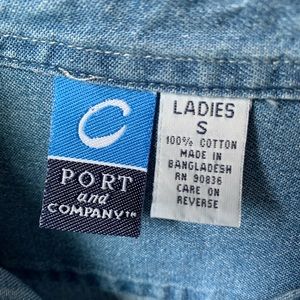 C
PORT
and
COMPANY™
LADIES
S
100% COTTON
MADE IN
BANGLADESH
RN 90836
CARE ON
REVERSE